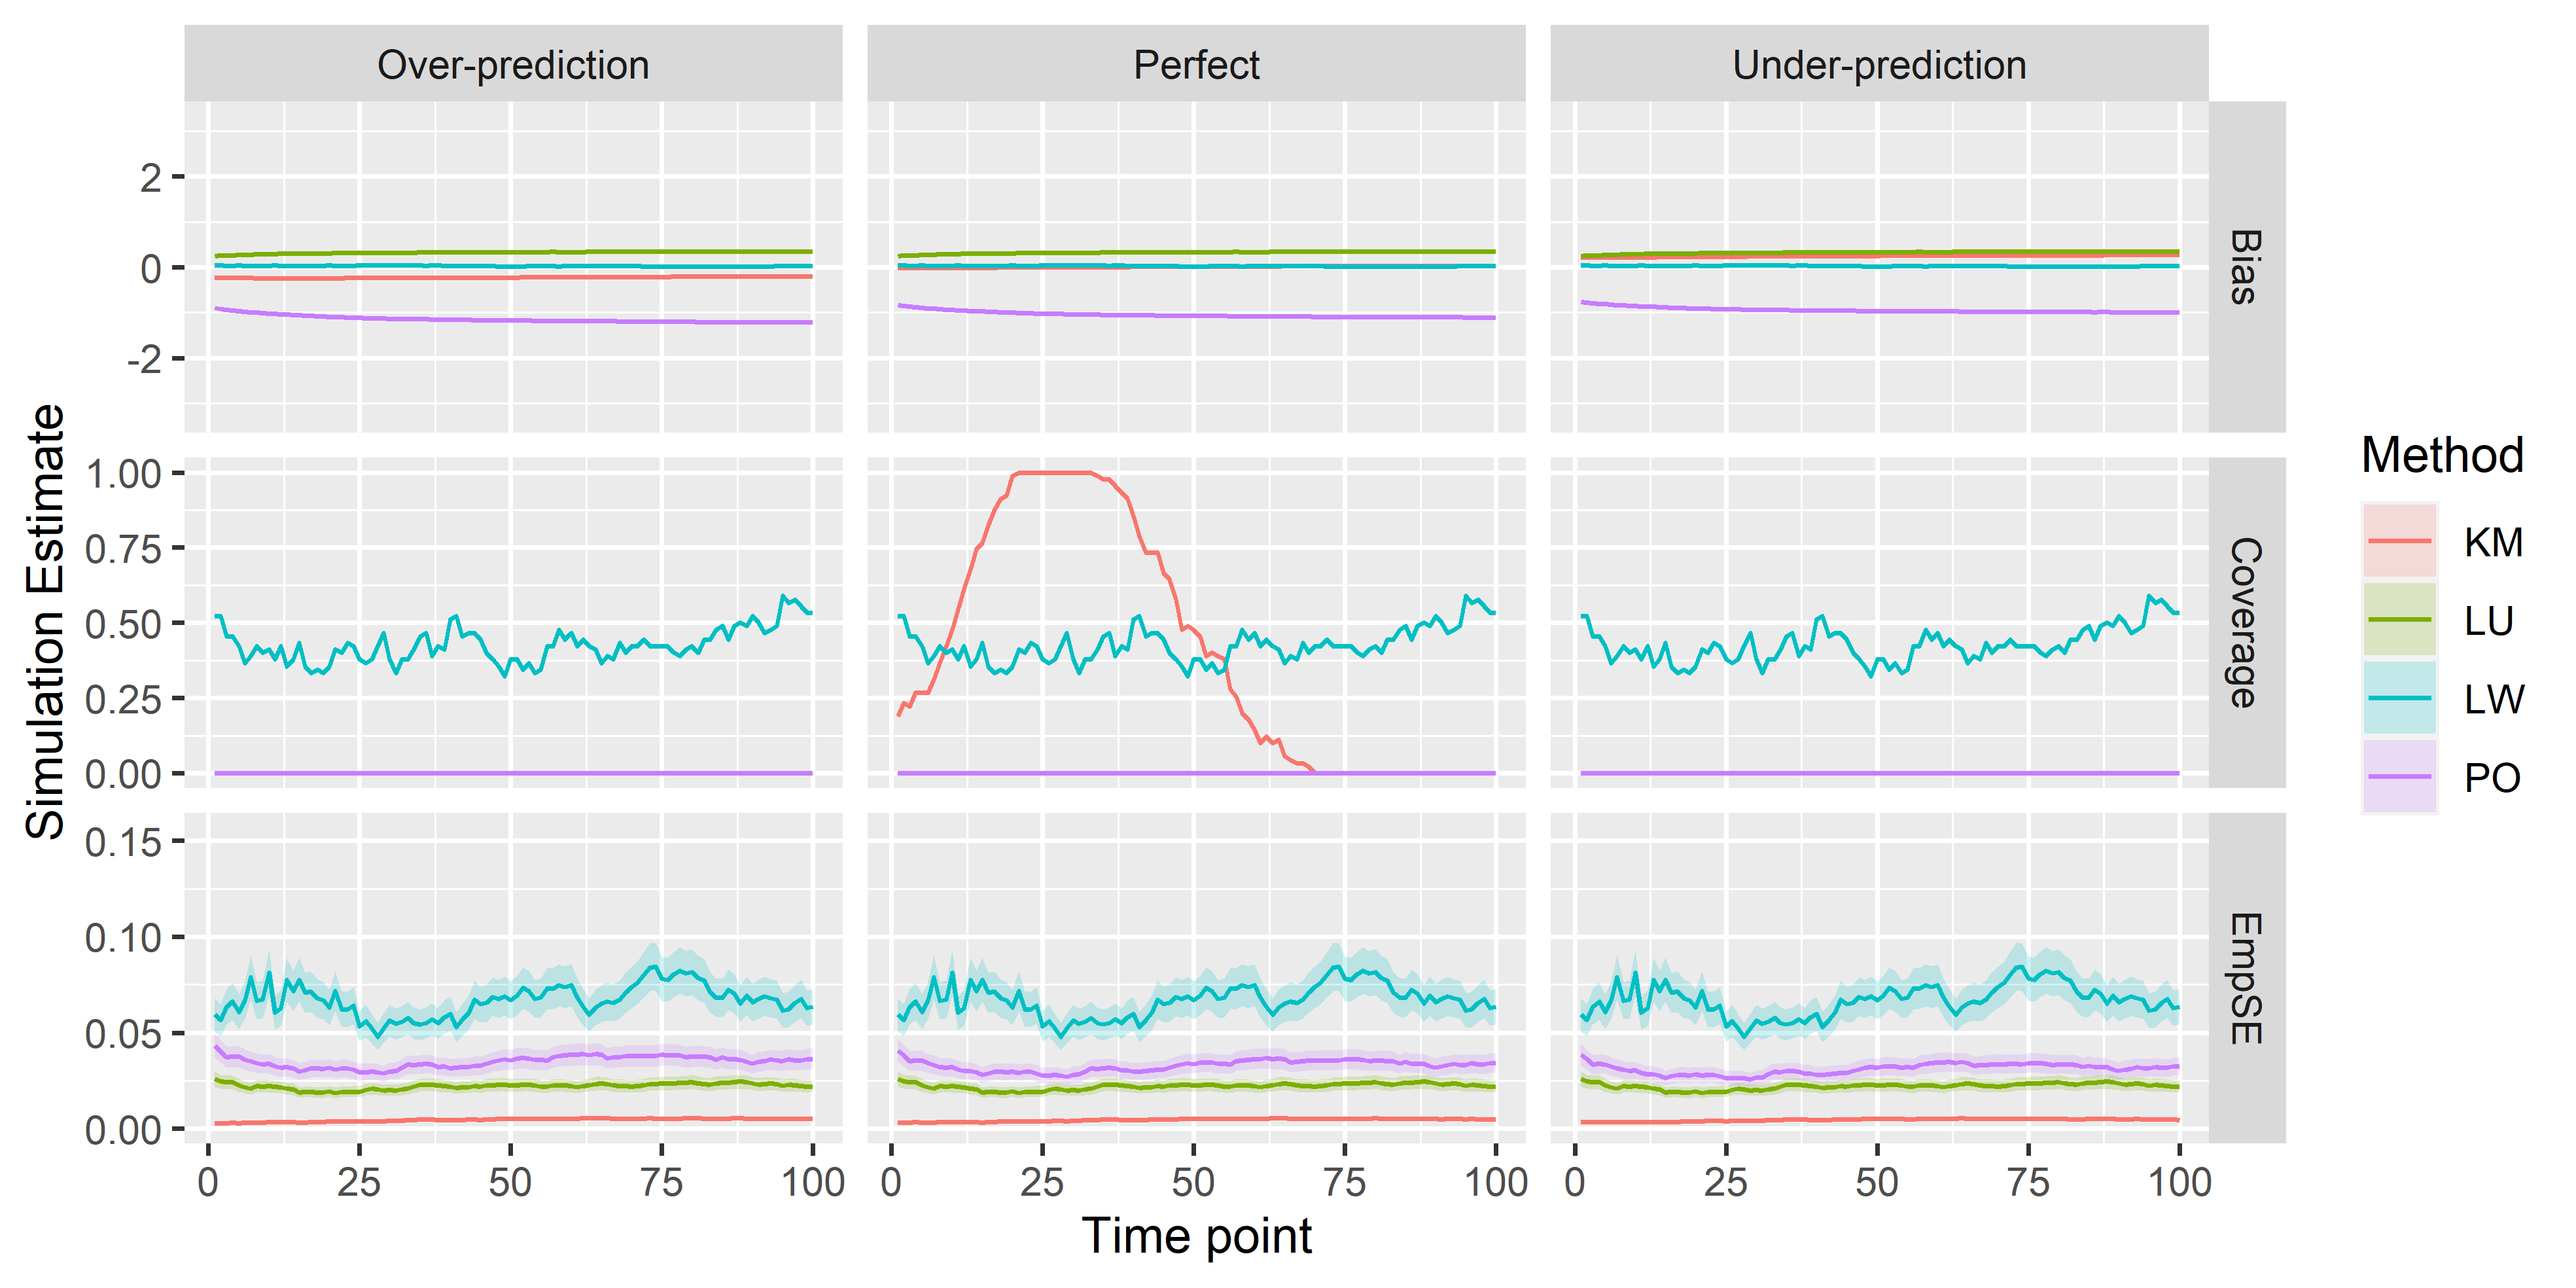 Over-prediction
Perfect
Under-prediction
2
0
-2
Bias
1.00
0.75
0.50
0.25
0.00
Coverage
0.15
0.10
0.05
0.00
EmpSE
0 25 50 75 100
0 25 50 75 100
0 25 50 75 100
Time point
Simulation Estimate
Method
KM
LU
LW
PO